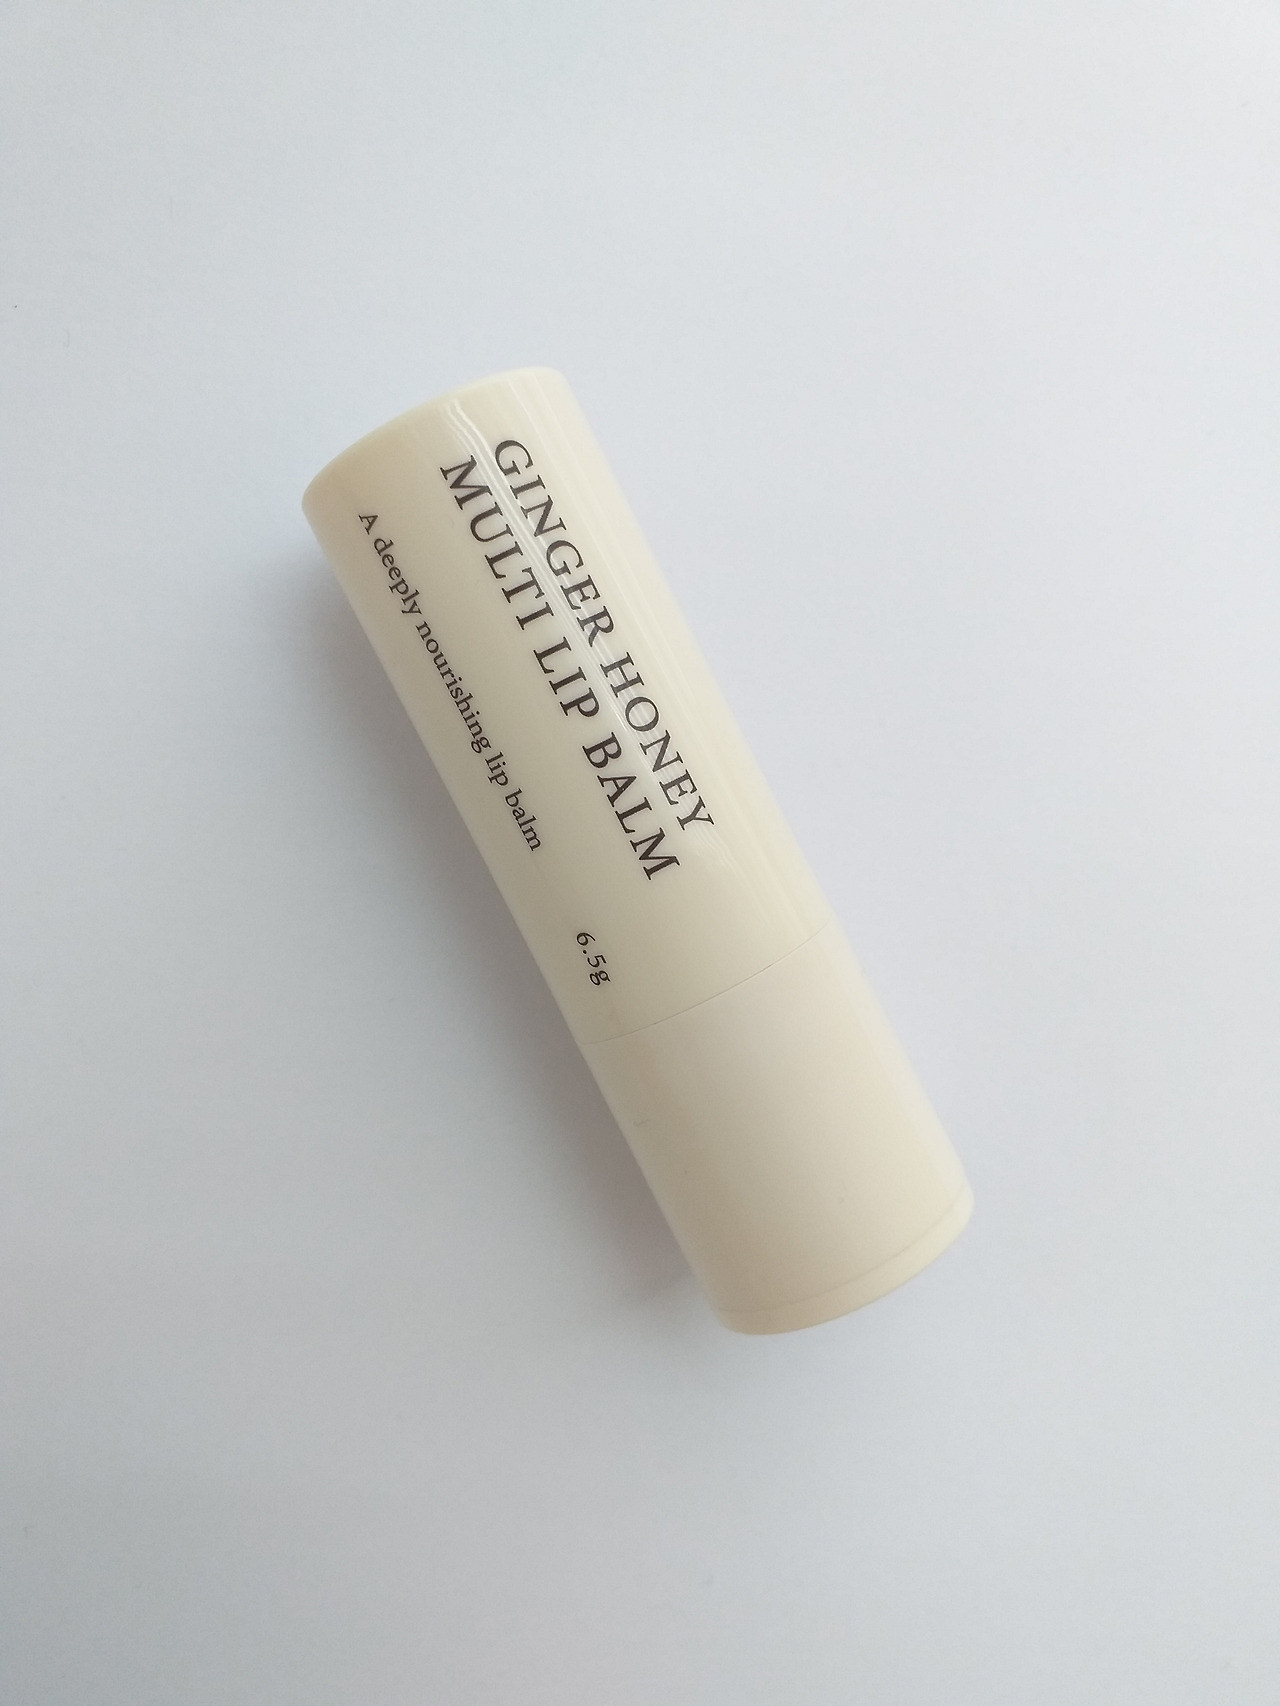 GINGER HONEY
MULTI LIP BALM
A deeply nourishing lip balm
6.5g